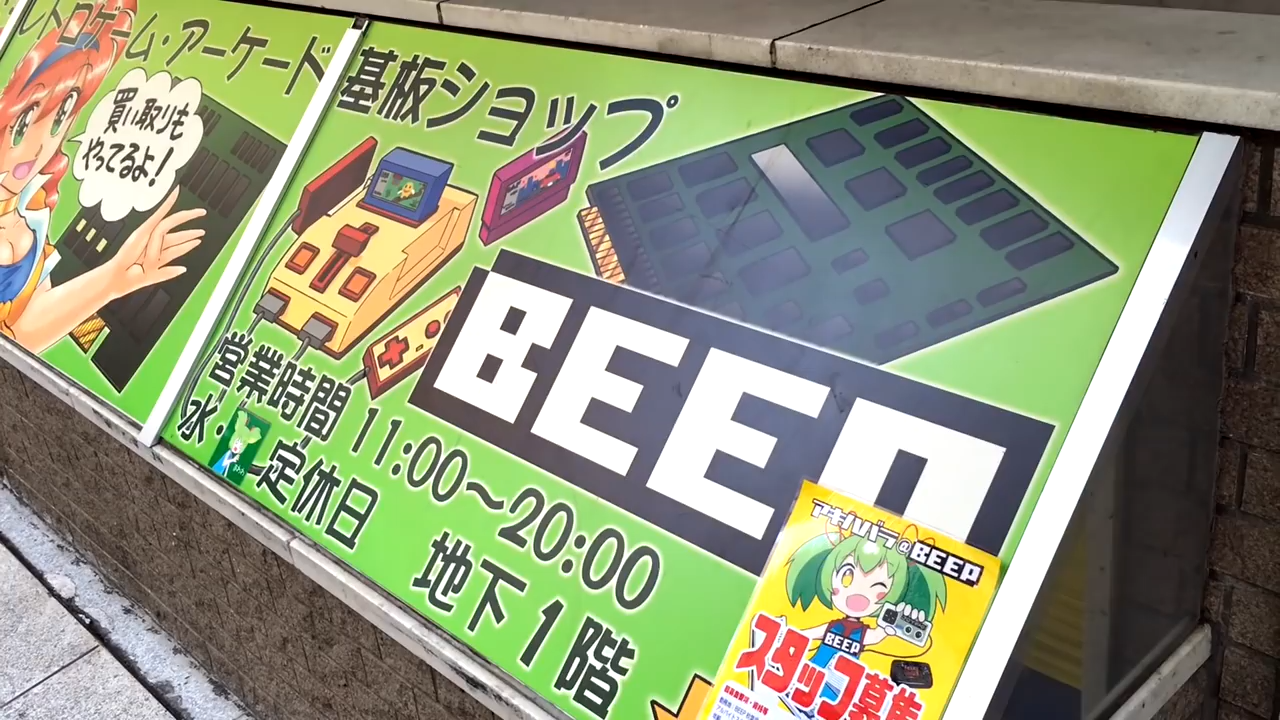 レトロゲーム・アーケード
基板ショップ
買い取りも
やってるよ!
BEEP
営業時間 11:00～20:00
水・
定休日
地下1階
アキハバラ@BEEP
BEEP
スタッフ募集